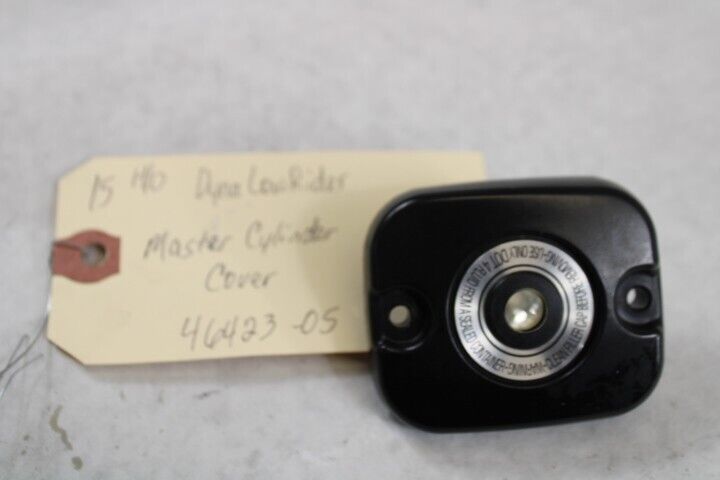 15 H/D Dyna LowRider
Master Cylinder
Cover
46423-05
WARNING-CLEAN FILLER CAP BEFORE REMOVING-USE ONLY DOT 4 FLUID FROM A SEALED CONTAINER-